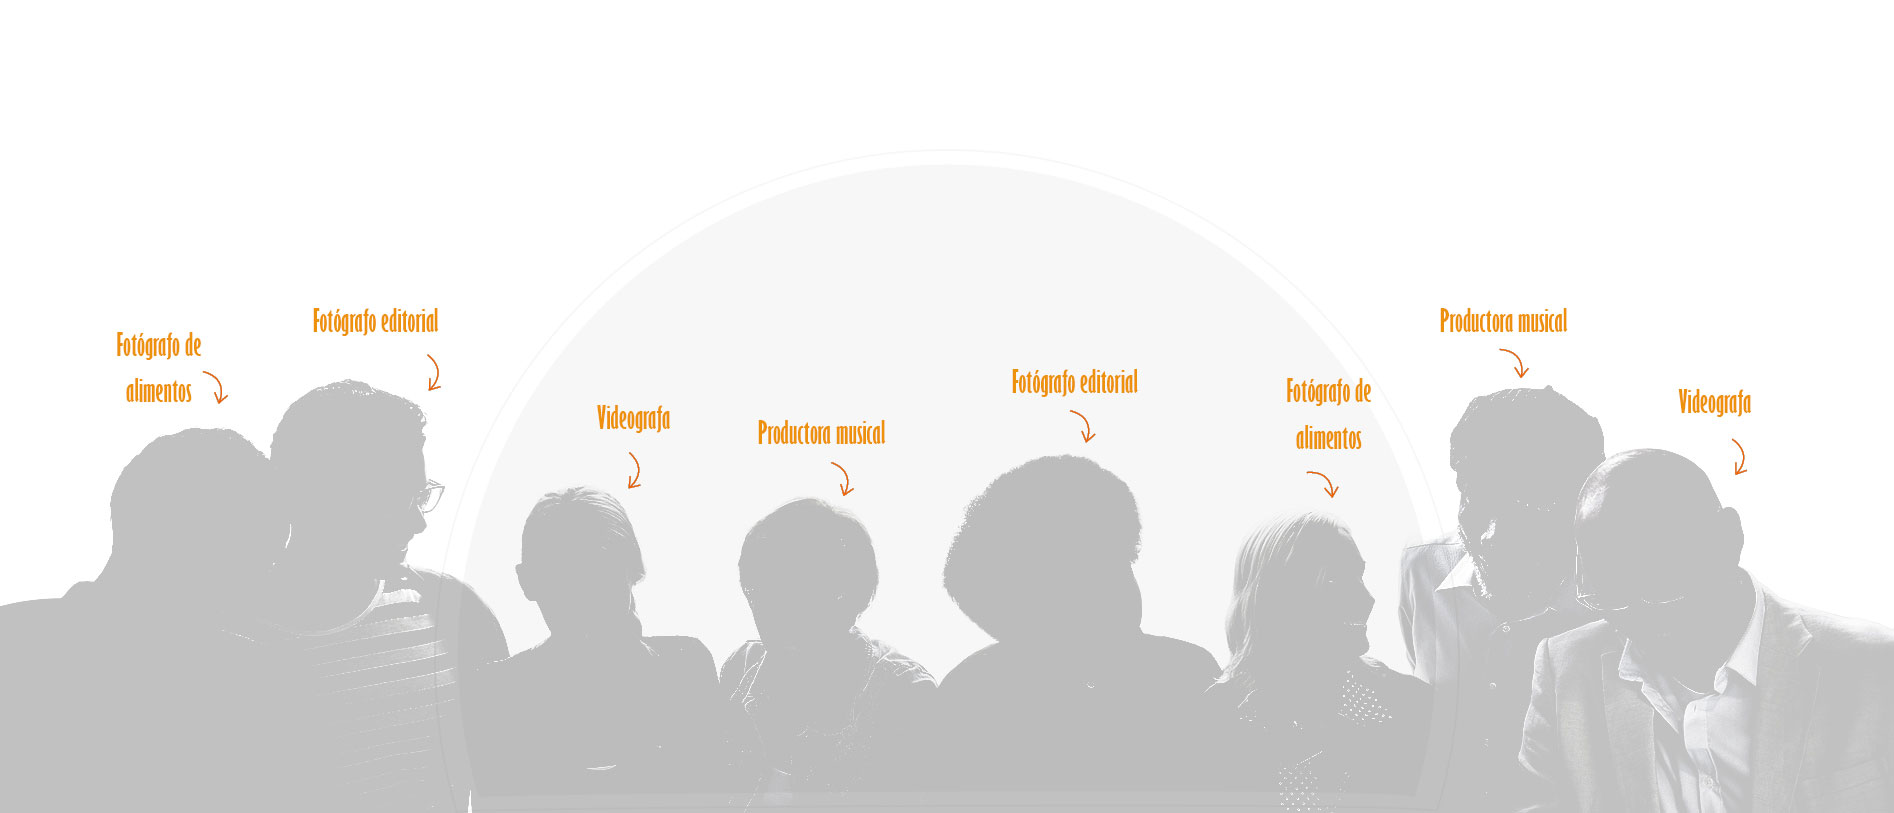 Fotógrafo de
alimentos
Fotógrafo editorial
Videografa
Productora musical
Fotógrafo editorial
Fotógrafo de
alimentos
Productora musical
Videografa